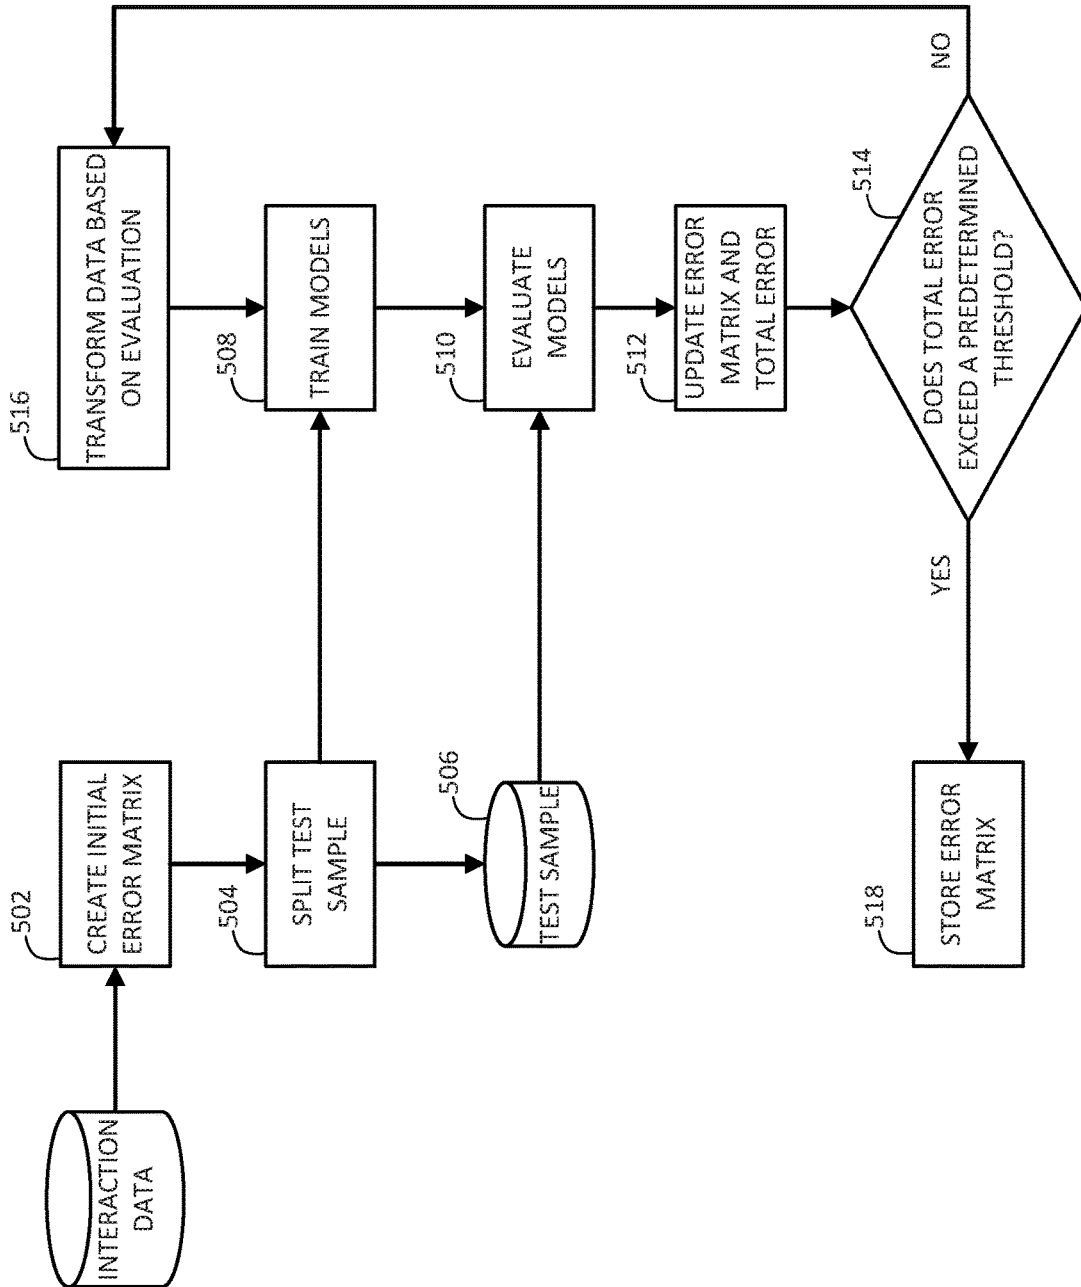 INTERACTION
DATA
502
CREATE INITIAL
ERROR MATRIX
504
SPLIT TEST
SAMPLE
506
TEST SAMPLE
516
TRANSFORM DATA BASED
ON EVALUATION
508
TRAIN MODELS
510
EVALUATE
MODELS
512
UPDATE ERROR
MATRIX AND
TOTAL ERROR
514
DOES TOTAL ERROR
EXCEED A PREDETERMINED
THRESHOLD?
NO
YES
518
STORE ERROR
MATRIX